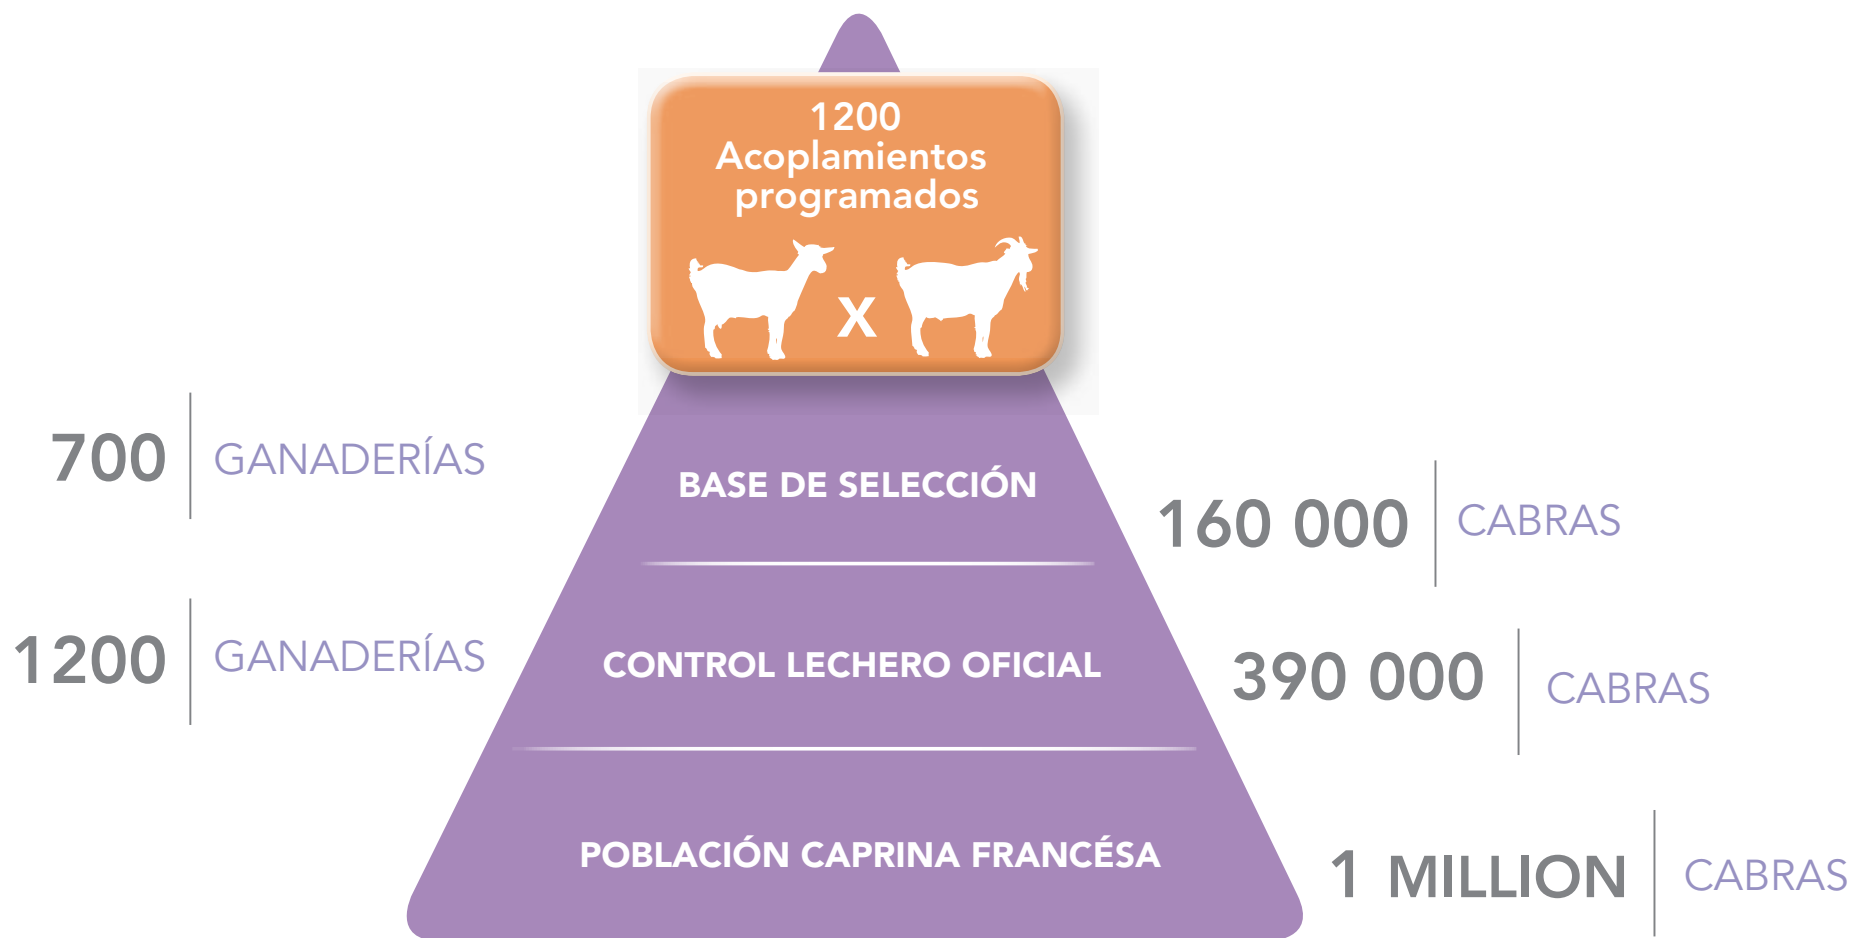 1200
Acoplamientos
programados
X
700
GANADERÍAS
BASE DE SELECCIÓN
160 000
CABRAS
1200
GANADERÍAS
CONTROL LECHERO OFICIAL
390 000
CABRAS
POBLACIÓN CAPRINA FRANCÉSA
1 MILLION
CABRAS